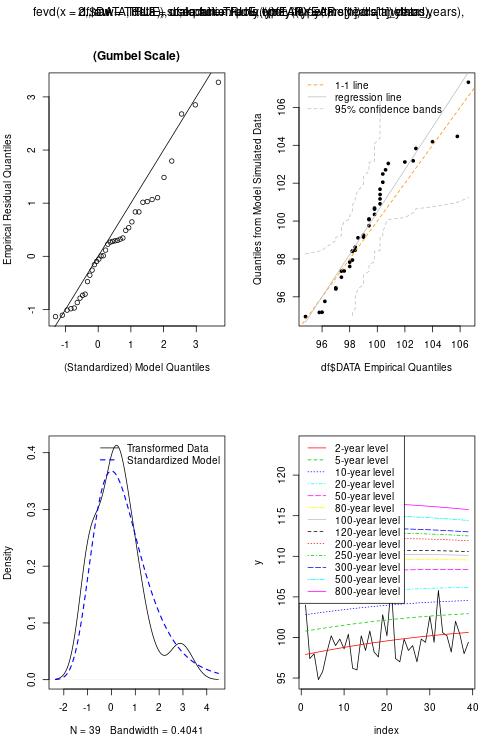 fevd(x =
years),
(Gumbel Scale)
Empirical Residual Quantiles
3
2
1
0
-1
-1 0 1 2 3
(Standardized) Model Quantiles
Quantiles from Model Simulated Data
106
104
102
100
98
96
1-1 line
regression line
95% confidence bands
96 98 100 102 104 106
df$DATA Empirical Quantiles
Density
0.4
0.3
0.2
0.1
0.0
Transformed Data
Standardized Model
-2 -1 0 1 2 3 4
N = 39 Bandwidth = 0.4041
y
120
115
110
105
100
95
2-year level
5-year level
10-year level
20-year level
50-year level
80-year level
100-year level
120-year level
200-year level
250-year level
300-year level
500-year level
800-year level
0 10 20 30 40
index